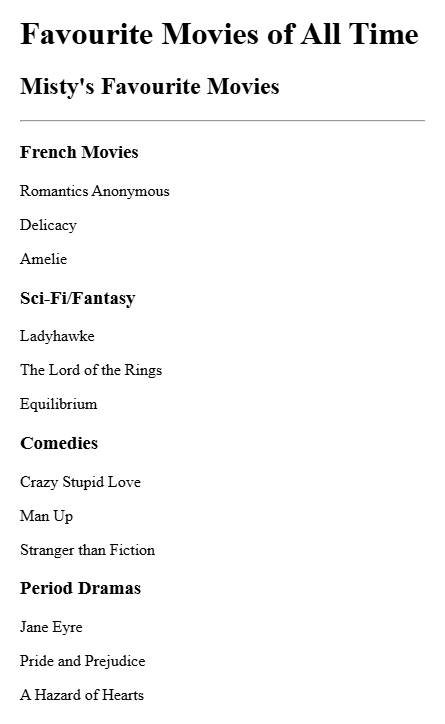 Favourite Movies of All Time
Misty's Favourite Movies
French Movies
Romantics Anonymous
Delicacy
Amelie
Sci-Fi/Fantasy
Ladyhawke
The Lord of the Rings
Equilibrium
Comedies
Crazy Stupid Love
Man Up
Stranger than Fiction
Period Dramas
Jane Eyre
Pride and Prejudice
A Hazard of Hearts